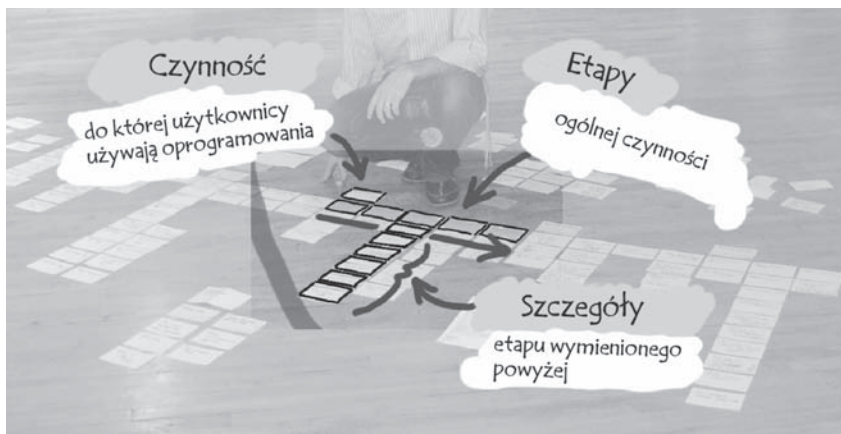 Czynność
do której użytkownicy
używają oprogramowania
Etapy
ogólnej czynności
Szczegóły
etapu wymienionego
powyżej